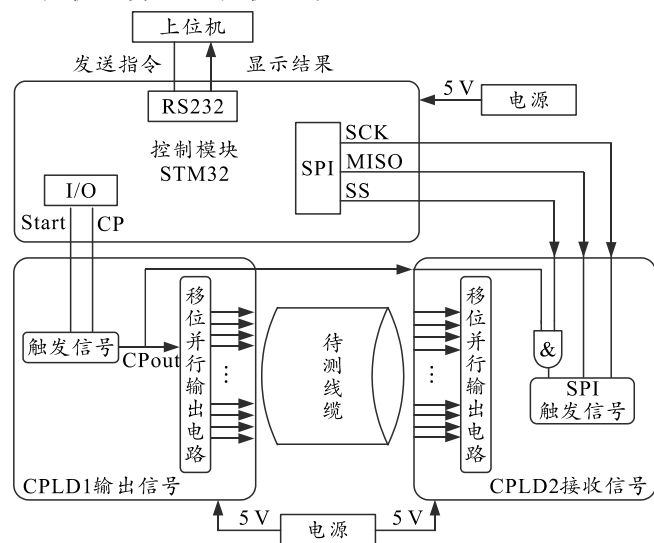 上位机
发送指令
显示结果
RS232
5 V
电源
控制模块
STM32
SPI
SCK
MISO
SS
I/O
Start
CP
触发信号
CPout
移位并行输出电路
⋮
待测线缆
⋮
移位并行输出电路
&
SPI
触发信号
CPLD1输出信号
CPLD2接收信号
5 V
电源
5 V